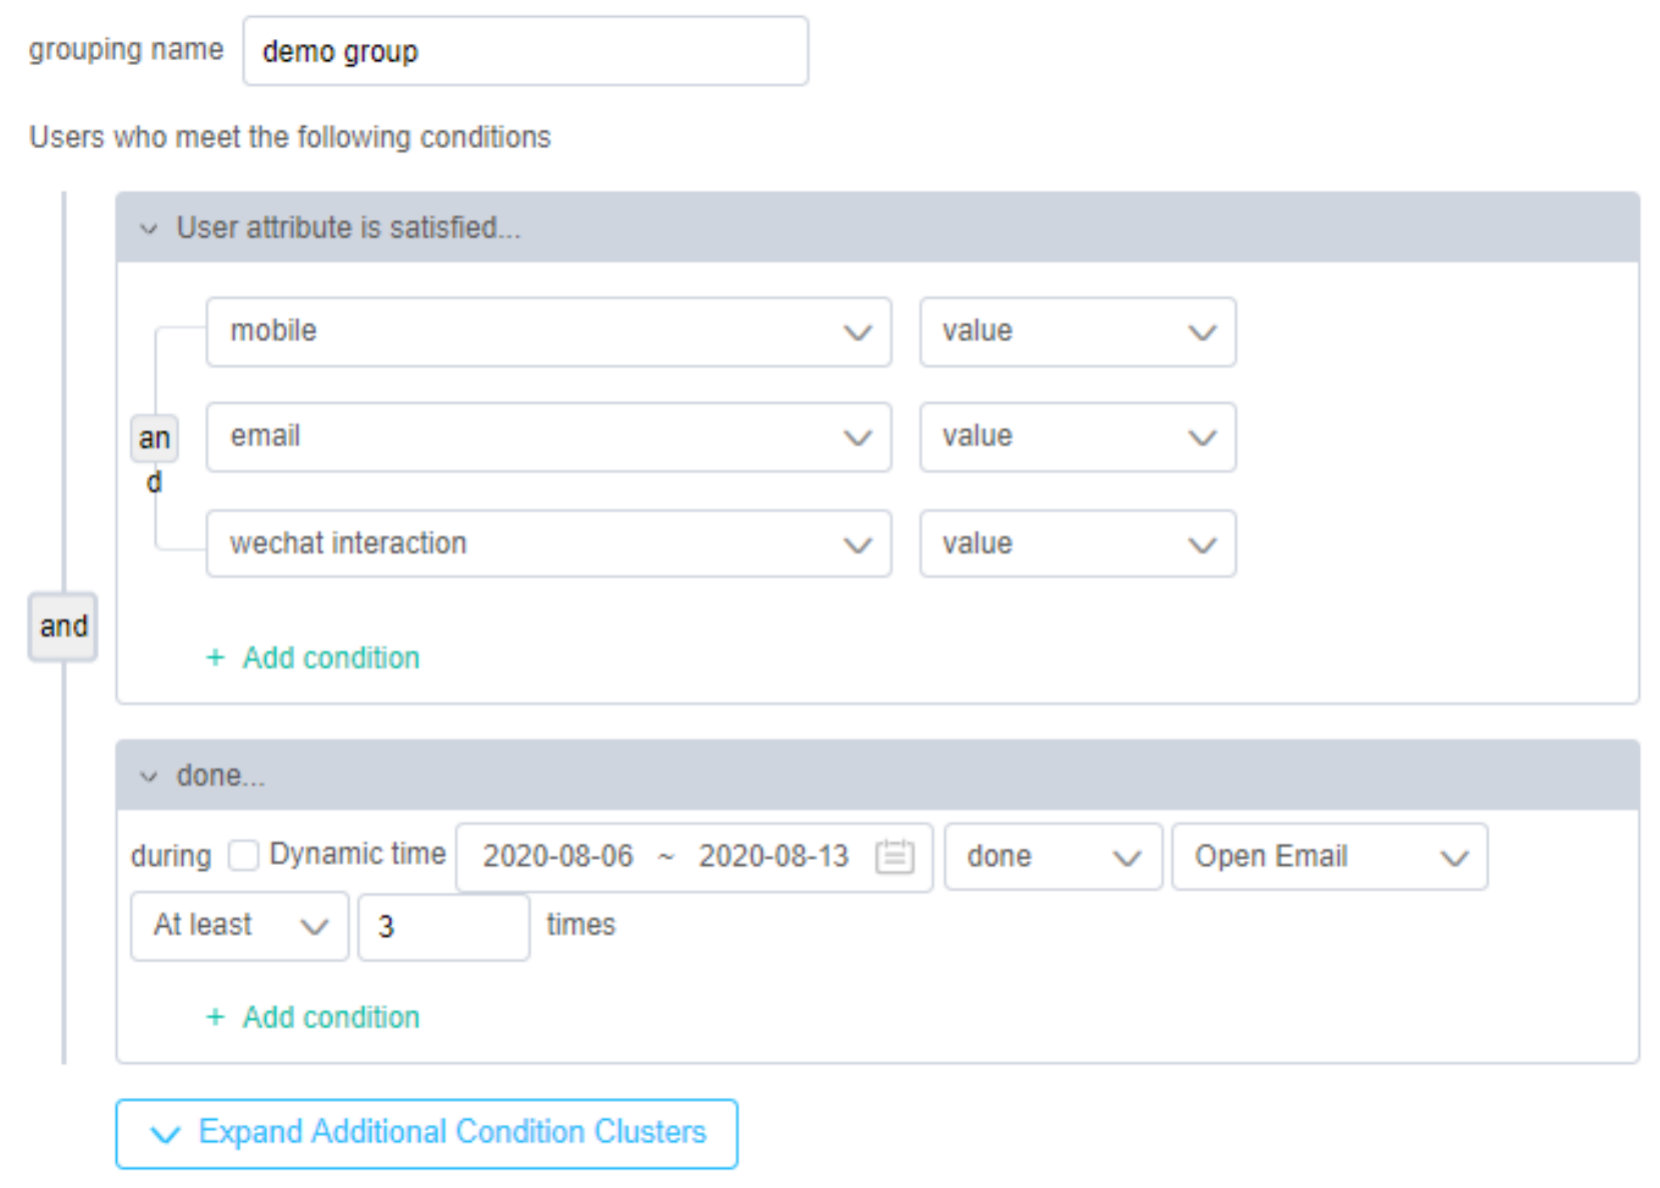 grouping name demo group
Users who meet the following conditions
User attribute is satisfied...
mobile value
an
d
email value
wechat interaction value
and
+ Add condition
done...
during Dynamic time 2020-08-06 ~ 2020-08-13 done Open Email
At least 3 times
+ Add condition
Expand Additional Condition Clusters